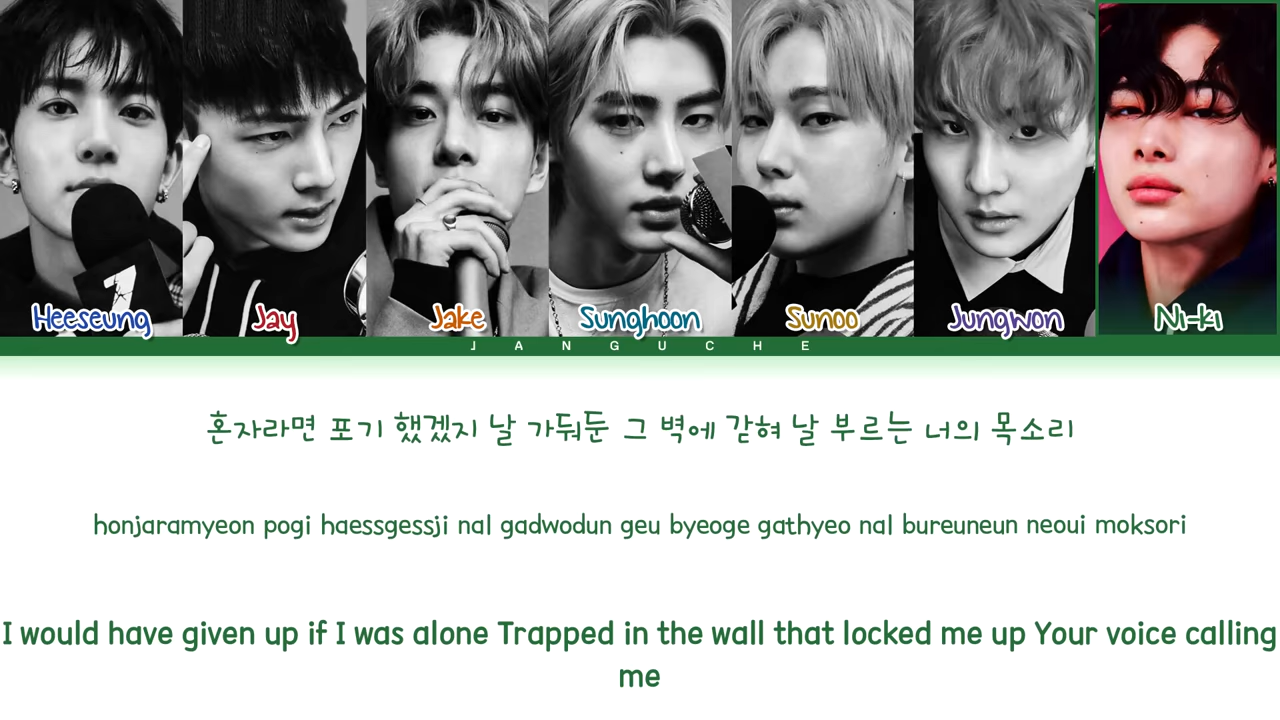 Heeseung Jay Jake Sunghoon Sunoo Jungwon Ni-ki
JANGUCHE
혼자라면 포기 했겠지 날 가둬둔 그 벽에 갇혀 날 부르는 너의 목소리
honjaramyeon pogi haessgessji nal gadwodun geu byeoge gathyeo nal bureuneun neoui moksori
I would have given up if I was alone Trapped in the wall that locked me up Your voice calling
me